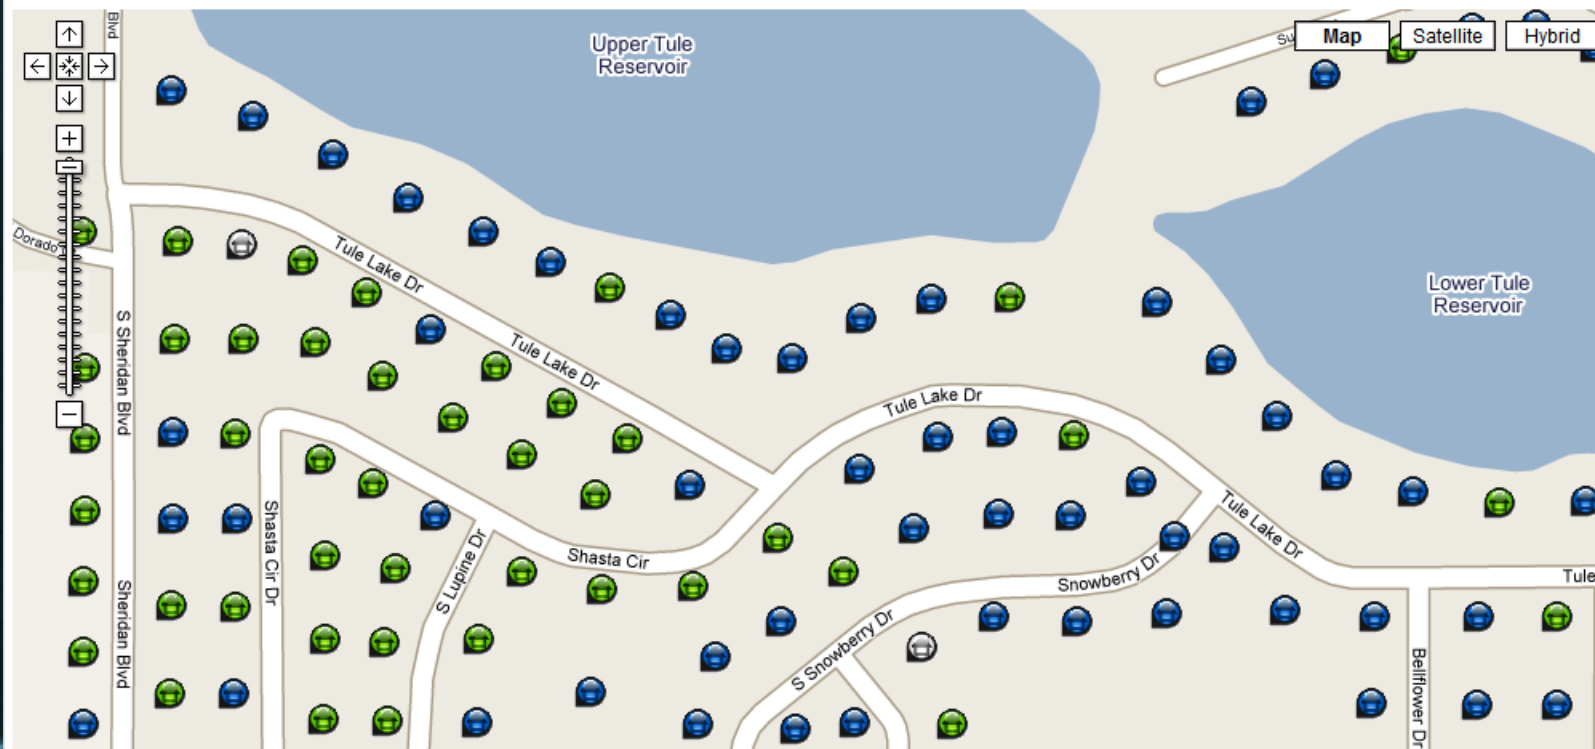 Blvd
Upper Tule
Reservoir
Su
Map
Satellite
Hybrid
Dorado
Tule Lake Dr
Lower Tule
Reservoir
S Sheridan Blvd
Tule Lake Dr
Tule Lake Dr
Shasta Cir Dr
S Lupine Dr
Shasta Cir
Tule Lake Dr
Snowberry Dr
Tule
Sheridan Blvd
S Snowberry Dr
Bellflower Dr